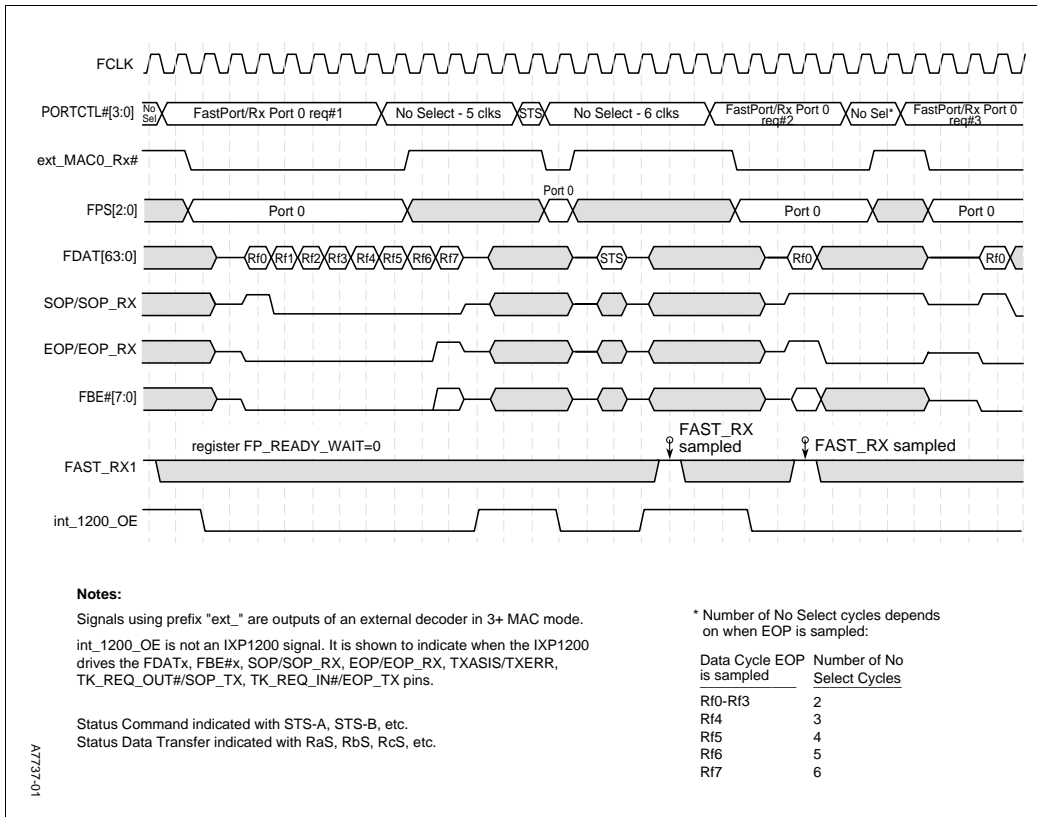 FCLK
PORTCTL#[3:0]
No Sel
FastPort/Rx Port 0 req#1
No Select - 5 clks
STS
No Select - 6 clks
FastPort/Rx Port 0 req#2
No Sel*
FastPort/Rx Port 0 req#3
ext_MAC0_Rx#
FPS[2:0]
Port 0
Port 0
Port 0
Port 0
FDAT[63:0]
Rf0 Rf1 Rf2 Rf3 Rf4 Rf5 Rf6 Rf7
STS
Rf0
Rf0
SOP/SOP_RX
EOP/EOP_RX
FBE#[7:0]
register FP_READY_WAIT=0
FAST_RX sampled
FAST_RX sampled
FAST_RX1
int_1200_OE
Notes:
Signals using prefix "ext_" are outputs of an external decoder in 3+ MAC mode.
int_1200_OE is not an IXP1200 signal. It is shown to indicate when the IXP1200
drives the FDATx, FBE#x, SOP/SOP_RX, EOP/EOP_RX, TXASIS/TXERR,
TK_REQ_OUT#/SOP_TX, TK_REQ_IN#/EOP_TX pins.
Status Command indicated with STS-A, STS-B, etc.
Status Data Transfer indicated with RaS, RbS, RcS, etc.
* Number of No Select cycles depends
on when EOP is sampled:
Data Cycle EOP Number of No
is sampled Select Cycles
Rf0-Rf3 2
Rf4 3
Rf5 4
Rf6 5
Rf7 6
A7737-01